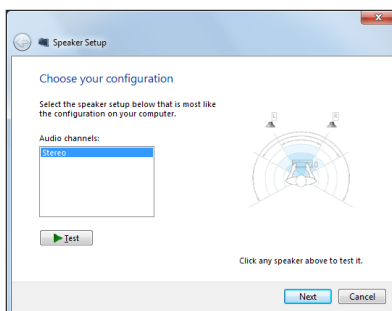 Speaker Setup
Choose your configuration
Select the speaker setup below that is most like
the configuration on your computer.
Audio channels:
Stereo
L
R
Test
Click any speaker above to test it.
Next
Cancel